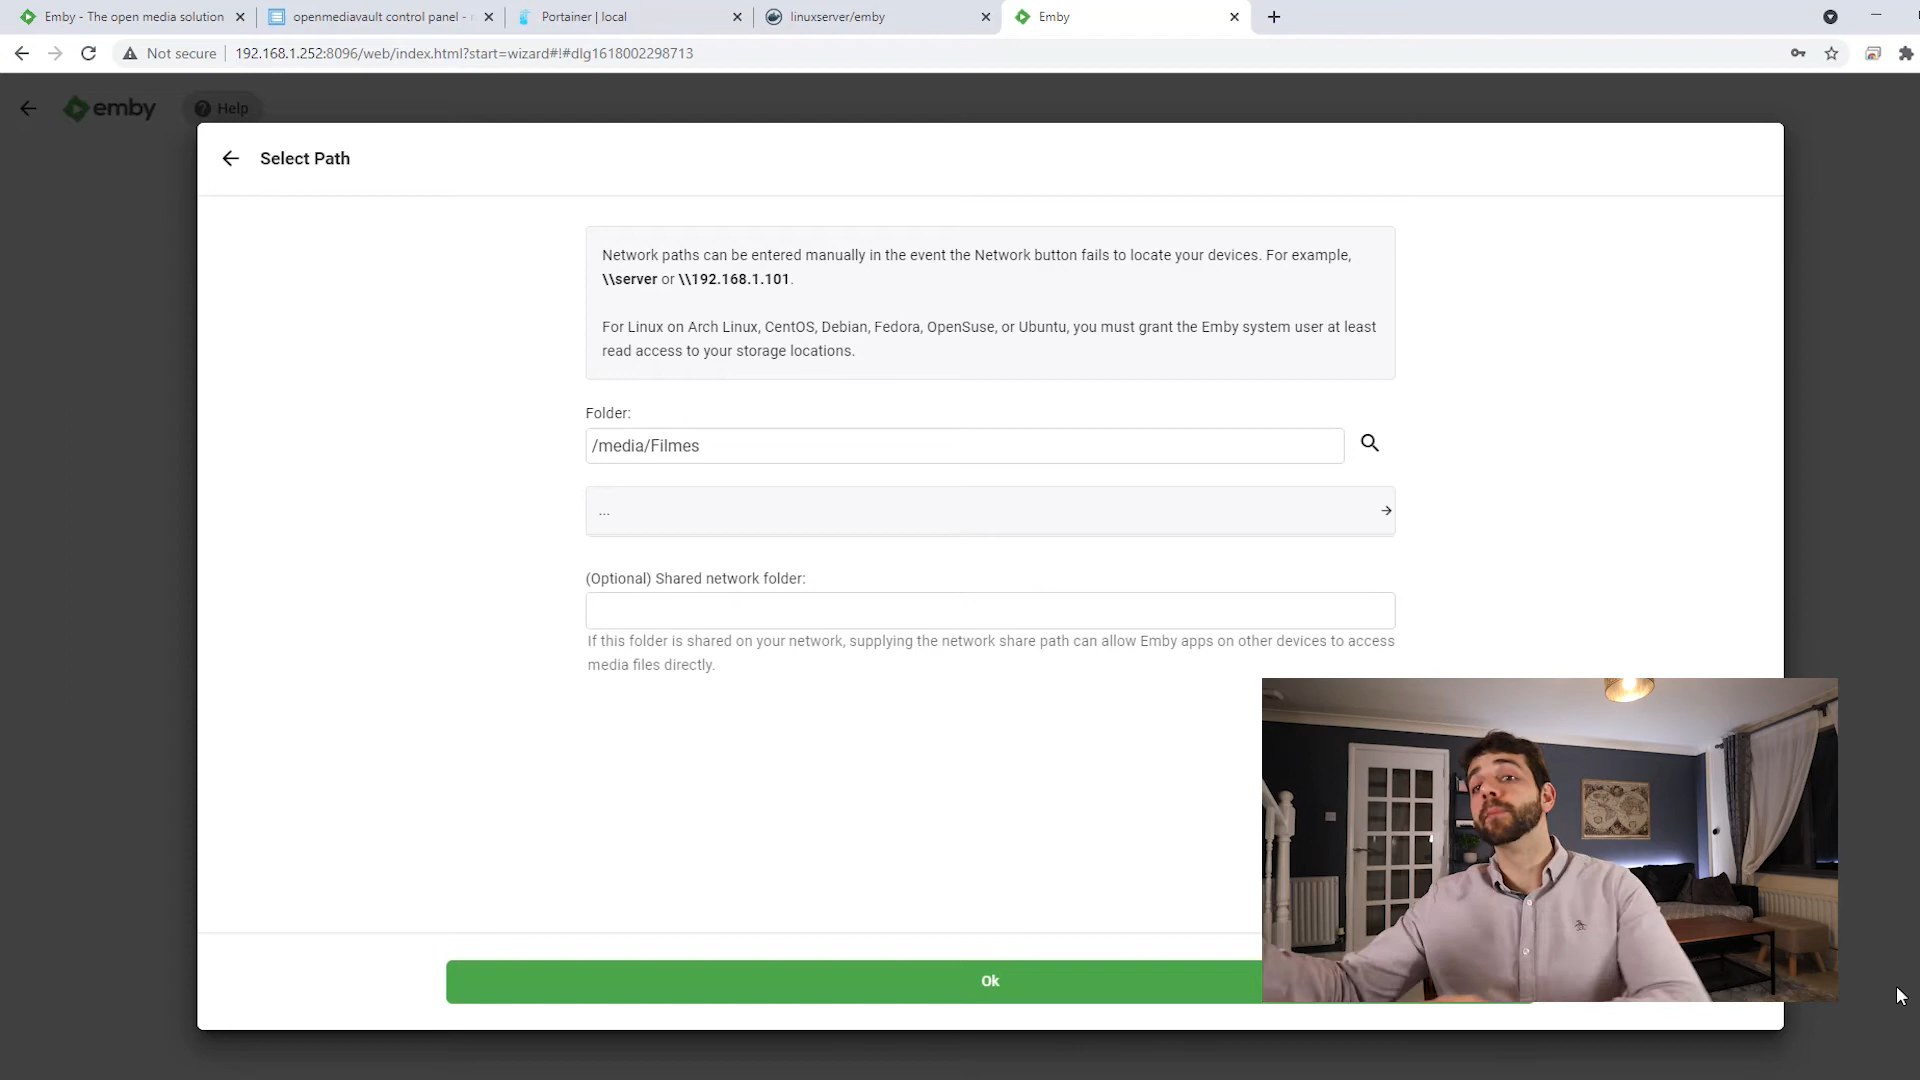 Emby - The open media solution
openmediavault control panel -
Portainer | local
linuxserver/emby
Emby
Not secure
192.168.1.252:8096/web/index.html?start=wizard#!#dlg1618002298713
emby
Help
Select Path
Network paths can be entered manually in the event the Network button fails to locate your devices. For example,
\\server or \\192.168.1.101.
For Linux on Arch Linux, CentOS, Debian, Fedora, OpenSuse, or Ubuntu, you must grant the Emby system user at least
read access to your storage locations.
Folder:
/media/Filmes
...
(Optional) Shared network folder:
If this folder is shared on your network, supplying the network share path can allow Emby apps on other devices to access
media files directly.
Ok